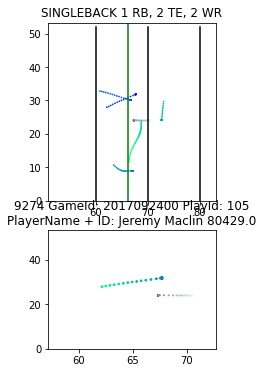 SINGLEBACK 1 RB, 2 TE, 2 WR
50
40
30
20
10
0
60 70 80
9274 GameId: 2017092400 PlayId: 105
PlayerName + ID: Jeremy Maclin 80429.0
40
20
0
60 65 70